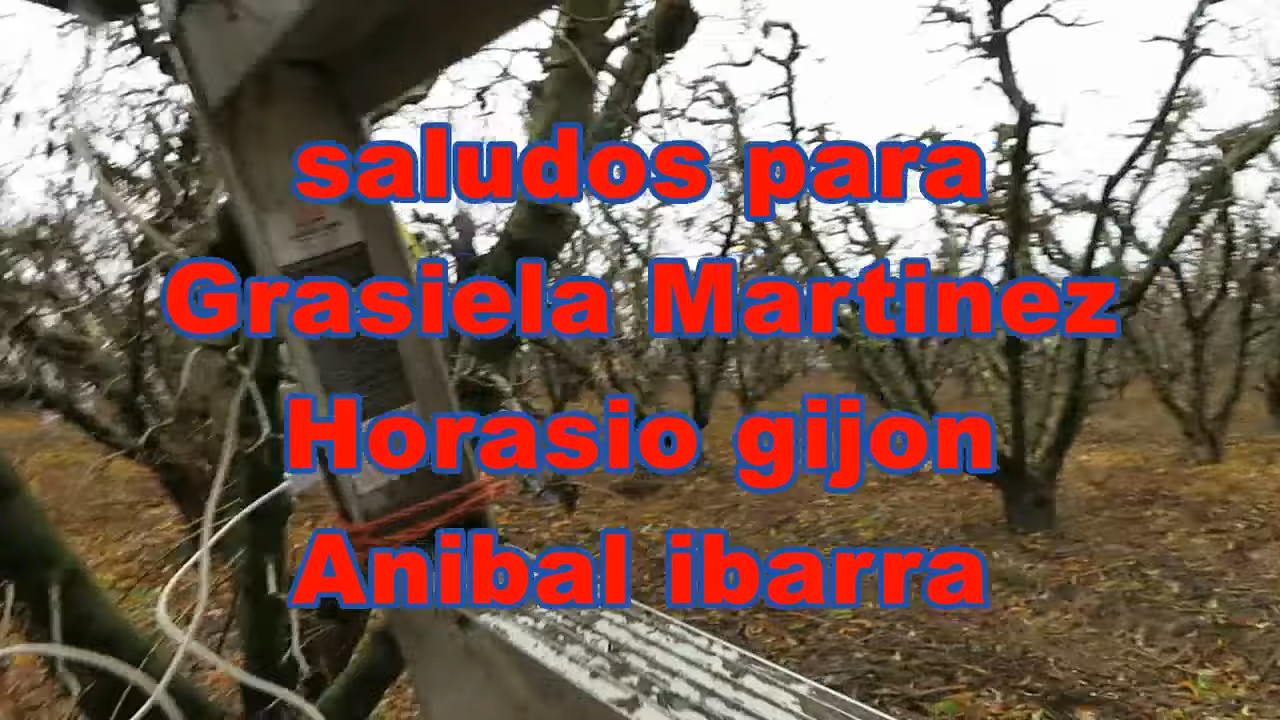 saludos para
Grasiela Martinez
Horasio gijon
Anibal ibarra